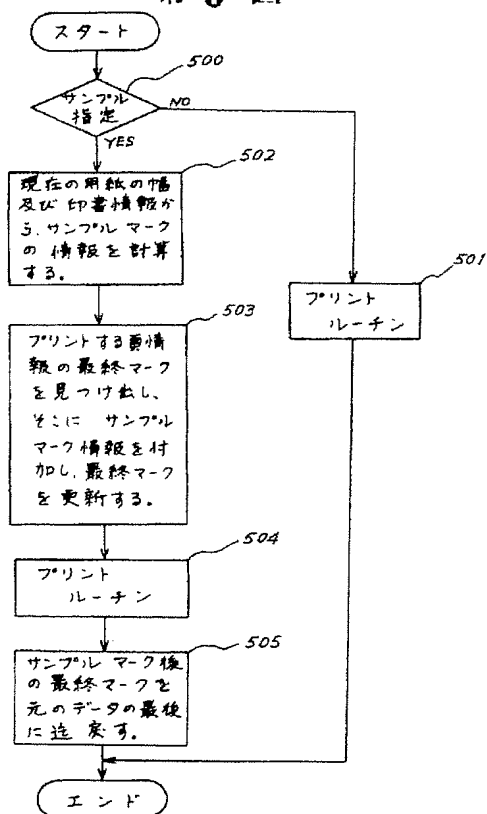 スタート
500
サンプル
指定
NO
YES
502
現在の用紙の幅
及び印書情報か
ら、サンプルマーク
の情報を計算
する。
501
プリント
ルーチン
503
プリントする頁情
報の最終マーク
を見つけ出し、
そこに サンプル
マーク情報を付
加し、最終マーク
を更新する。
504
プリント
ルーチン
505
サンプル マーク後
の最終マークを
元のデータの最後
に迄 戻す。
エンド